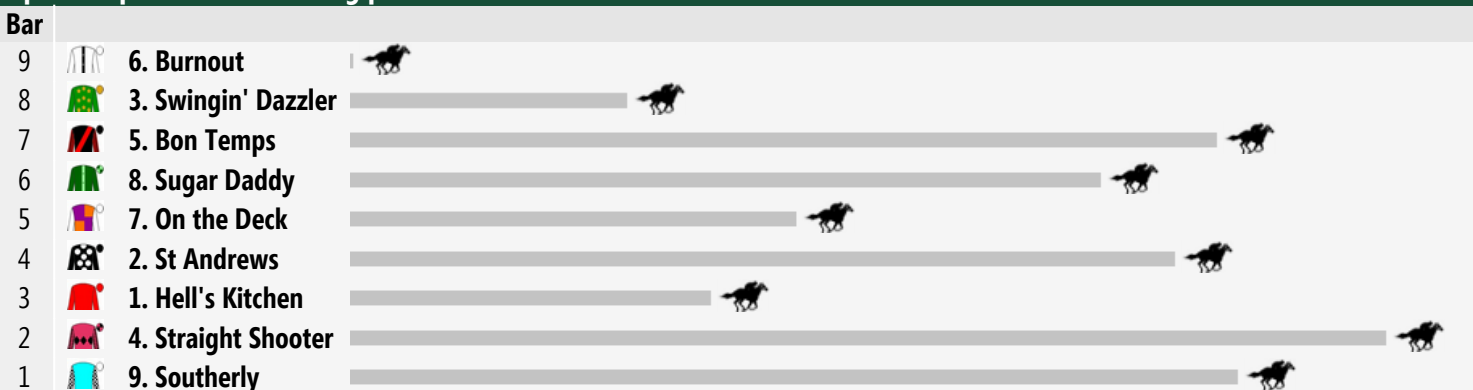 Bar
9 6. Burnout
8 3. Swingin' Dazzler
7 5. Bon Temps
6 8. Sugar Daddy
5 7. On the Deck
4 2. St Andrews
3 1. Hell's Kitchen
2 4. Straight Shooter
1 9. Southerly